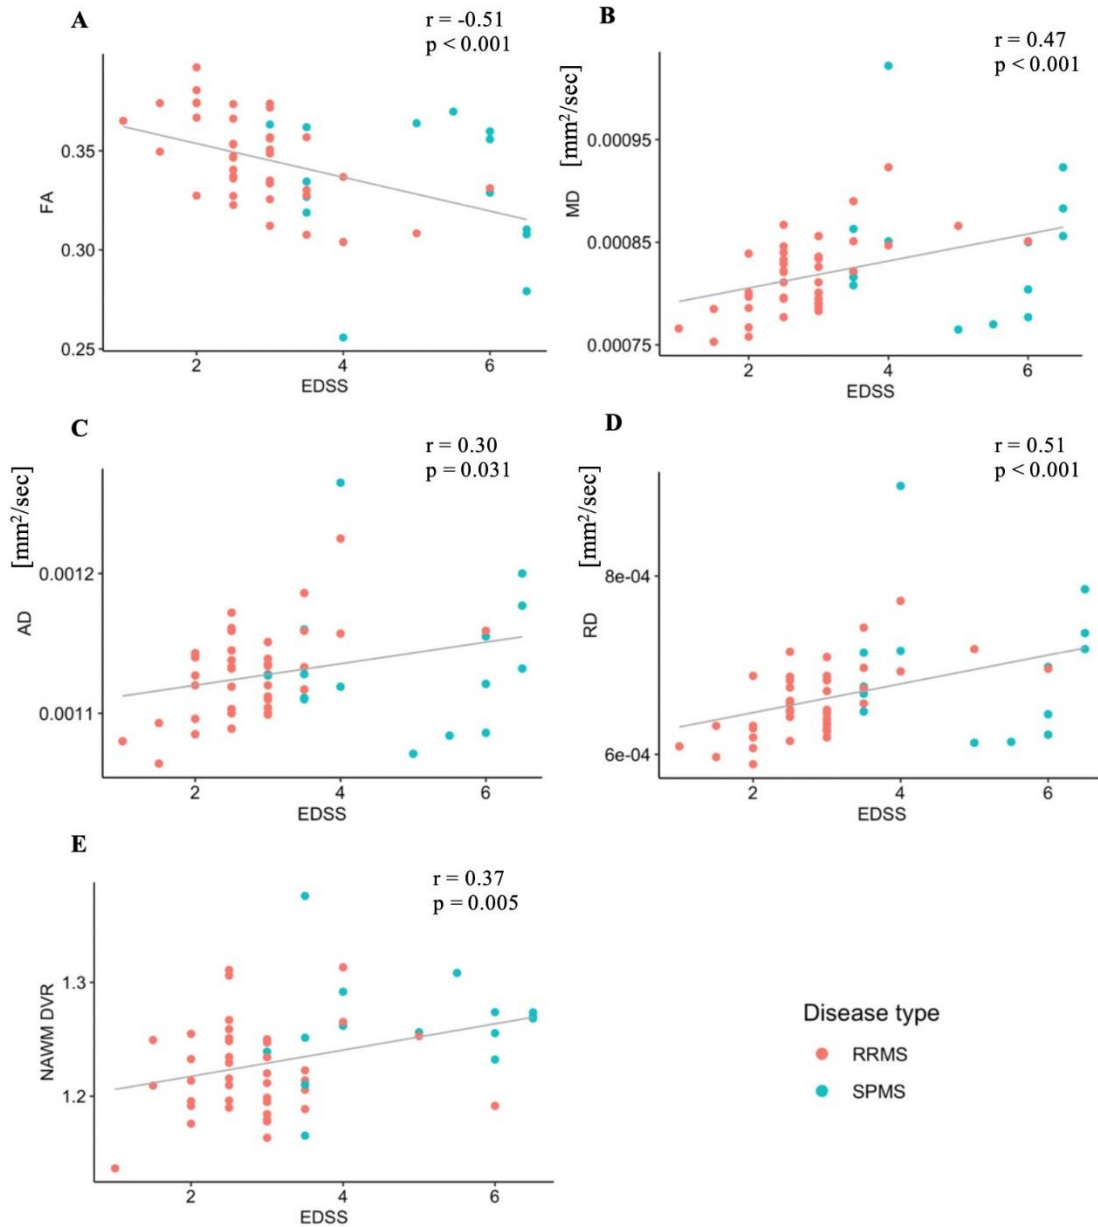 A
r = -0.51
p < 0.001
FA
0.35
0.30
0.25
2 4 6
EDSS
B
r = 0.47
p < 0.001
[mm²/sec]
MD
0.00095
0.00085
0.00075
2 4 6
EDSS
C
r = 0.30
p = 0.031
[mm²/sec]
AD
0.0012
0.0011
2 4 6
EDSS
D
r = 0.51
p < 0.001
[mm²/sec]
RD
8e-04
6e-04
2 4 6
EDSS
E
r = 0.37
p = 0.005
NAWM DVR
1.3
1.2
2 4 6
EDSS
Disease type
RRMS
SPMS